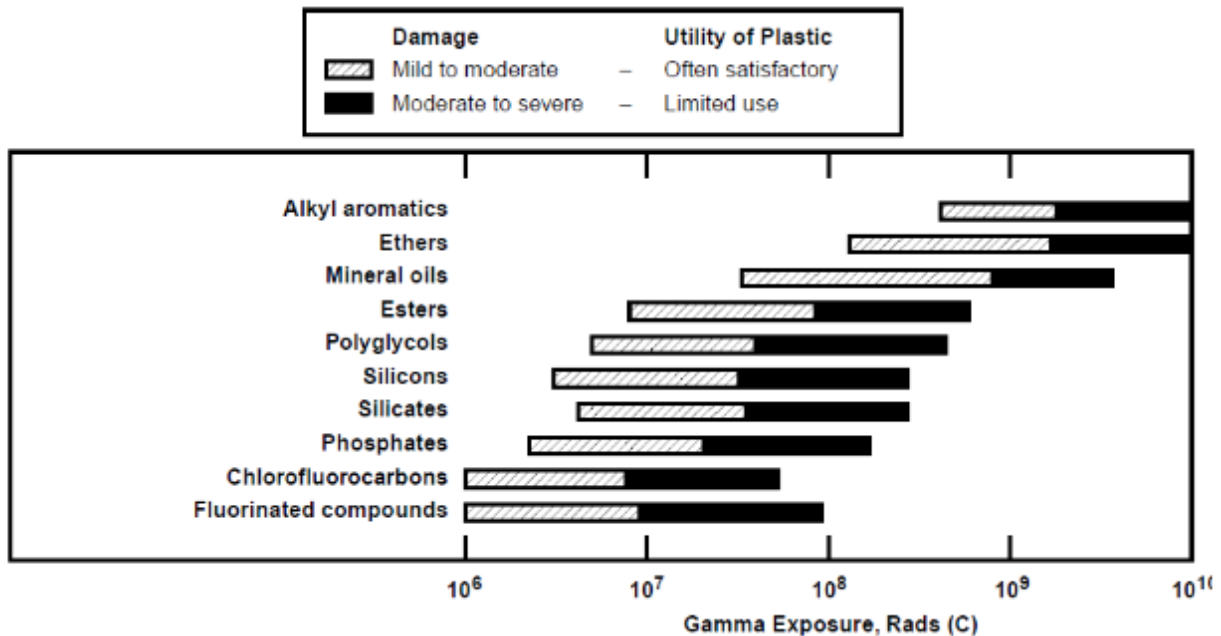 Damage Utility of Plastic
Mild to moderate – Often satisfactory
Moderate to severe – Limited use
Alkyl aromatics
Ethers
Mineral oils
Esters
Polyglycols
Silicons
Silicates
Phosphates
Chlorofluorocarbons
Fluorinated compounds
10⁶ 10⁷ 10⁸ 10⁹ 10¹⁰
Gamma Exposure, Rads (C)